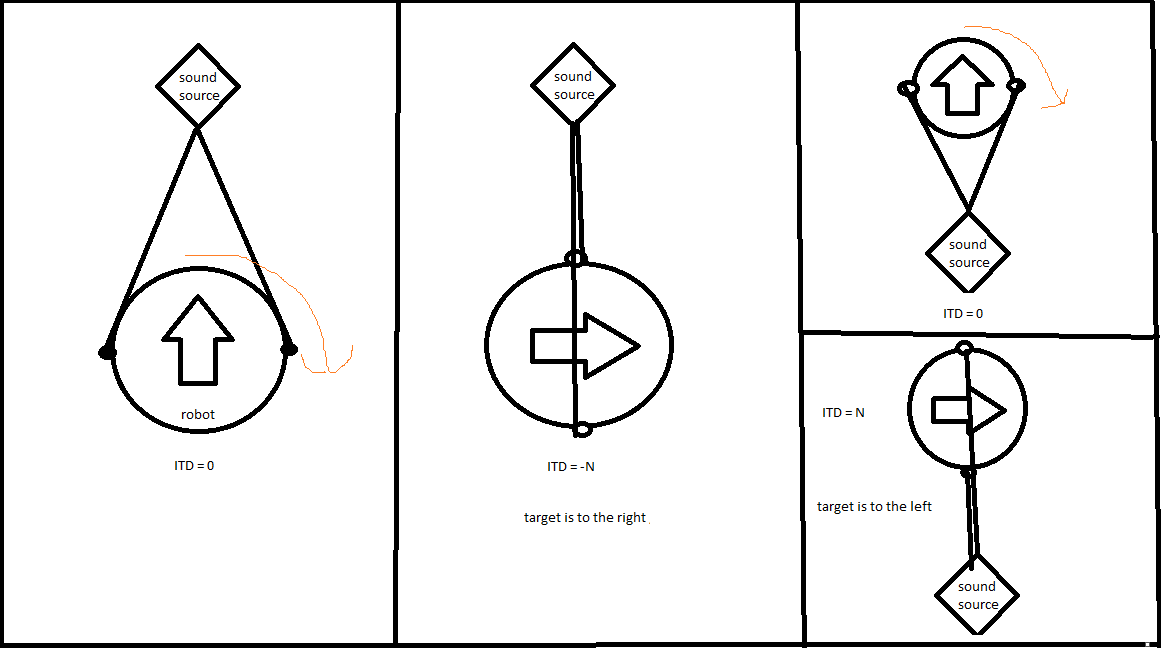 sound
source
robot
ITD = 0
sound
source
ITD = -N
target is to the right
sound
source
ITD = 0
ITD = N
target is to the left
sound
source